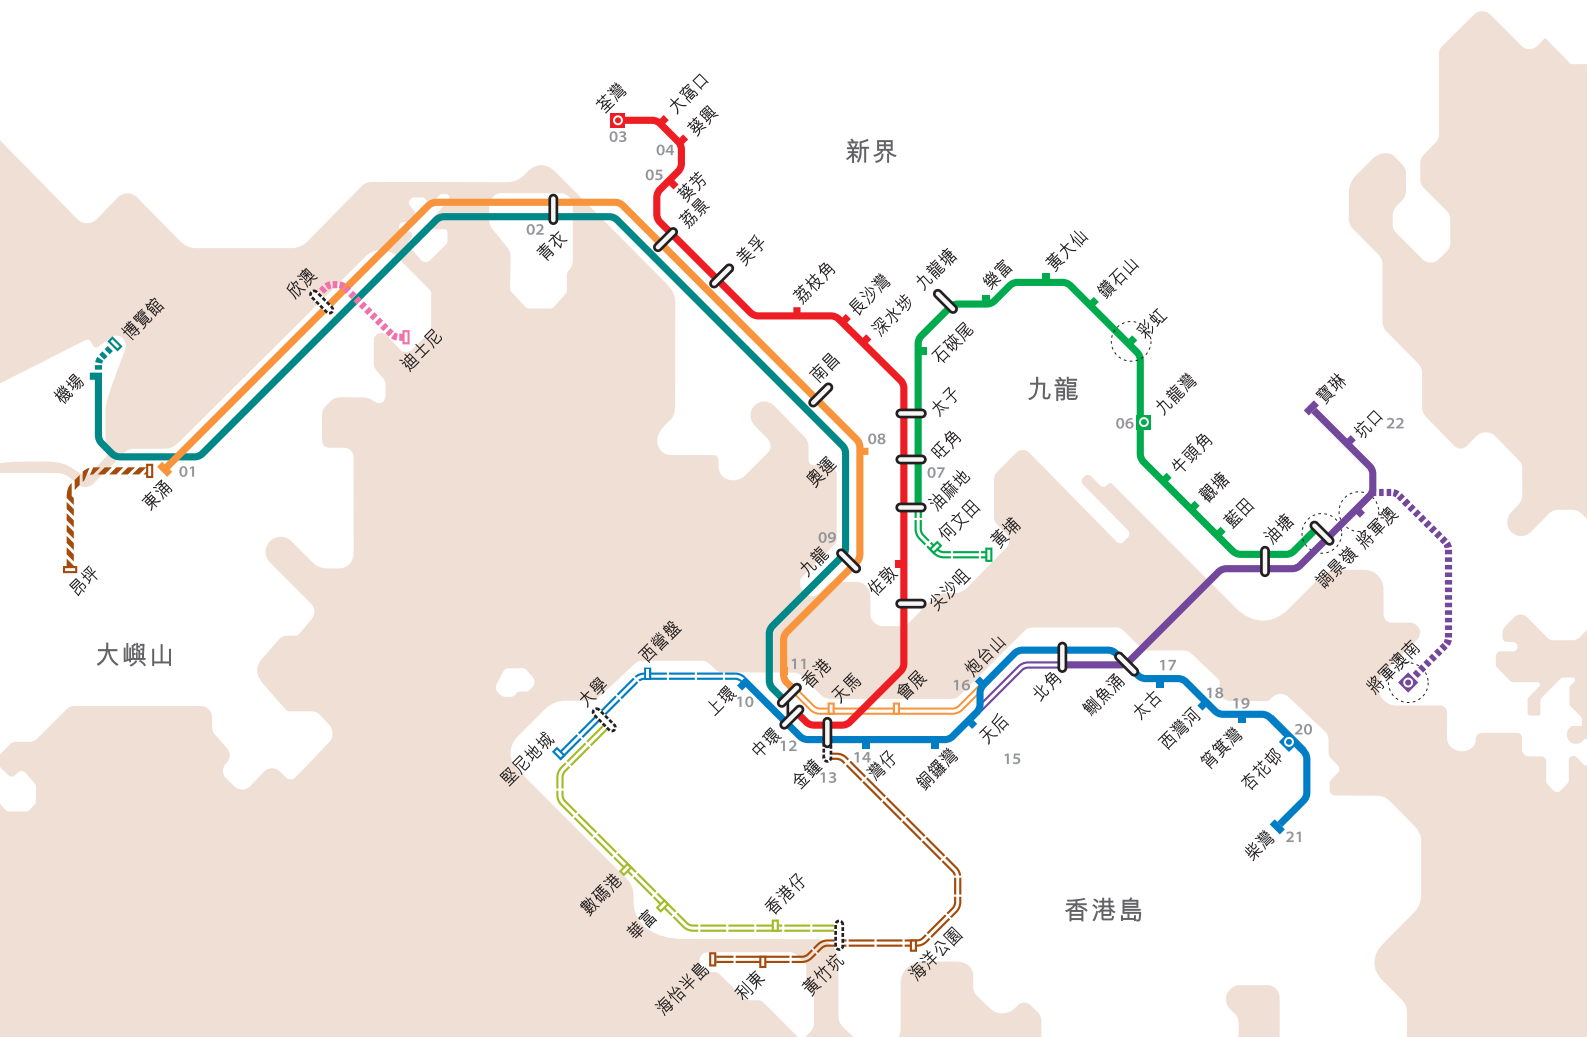 荃灣
大窩口
03
葵興
04
新界
05
葵芳
荔景
02
青衣
美孚
荔枝角
長沙灣
深水埗
九龍塘
樂富
黃大仙
鑽石山
彩虹
欣澳
博覽館
迪士尼
機場
石硤尾
南昌
太子
九龍
九龍灣
06
寶琳
坑口
22
旺角
08
奧運
07
油麻地
牛頭角
觀塘
藍田
01
東涌
何文田
黃埔
油塘
將軍澳
調景嶺
09
九龍
佐敦
尖沙咀
昂坪
大嶼山
西營盤
大學
上環
10
11
香港
天馬
會展
炮台山
16
北角
鰂魚涌
17
太古
將軍澳南
18
西灣河
19
筲箕灣
20
杏花邨
堅尼地城
中環
12
金鐘
13
14
灣仔
銅鑼灣
天后
15
柴灣
21
數碼港
華富
香港仔
香港島
海怡半島
利東
黃竹坑
海洋公園